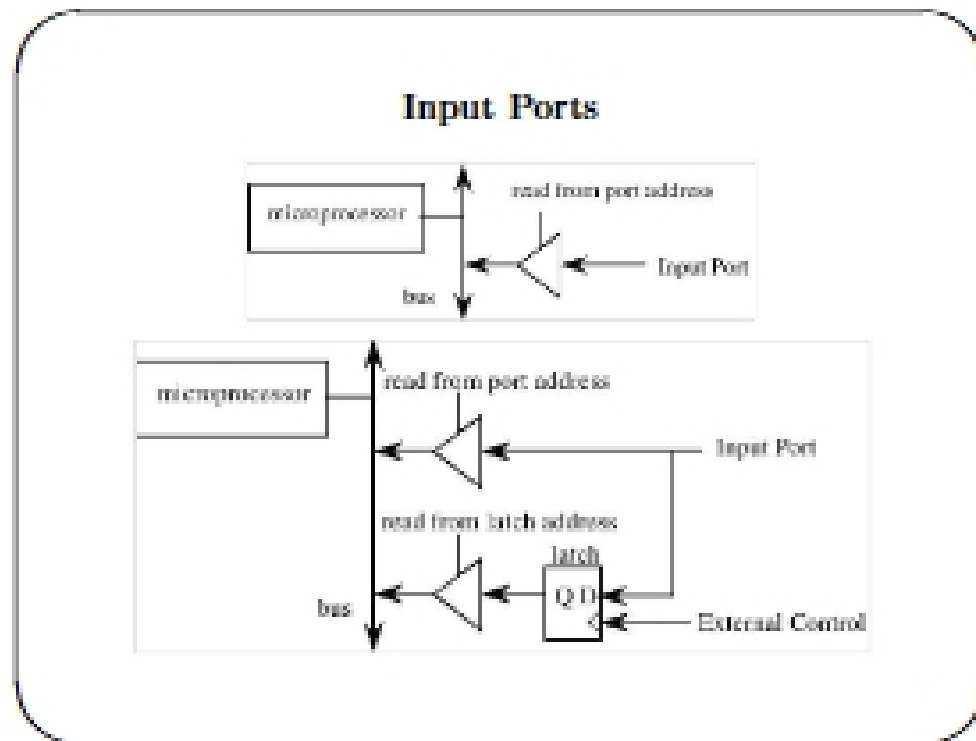 Input Ports
read from port address
microprocessor
Input Port
bus
read from port address
microprocessor
Input Port
read from latch address
latch
Q D
bus
External Control